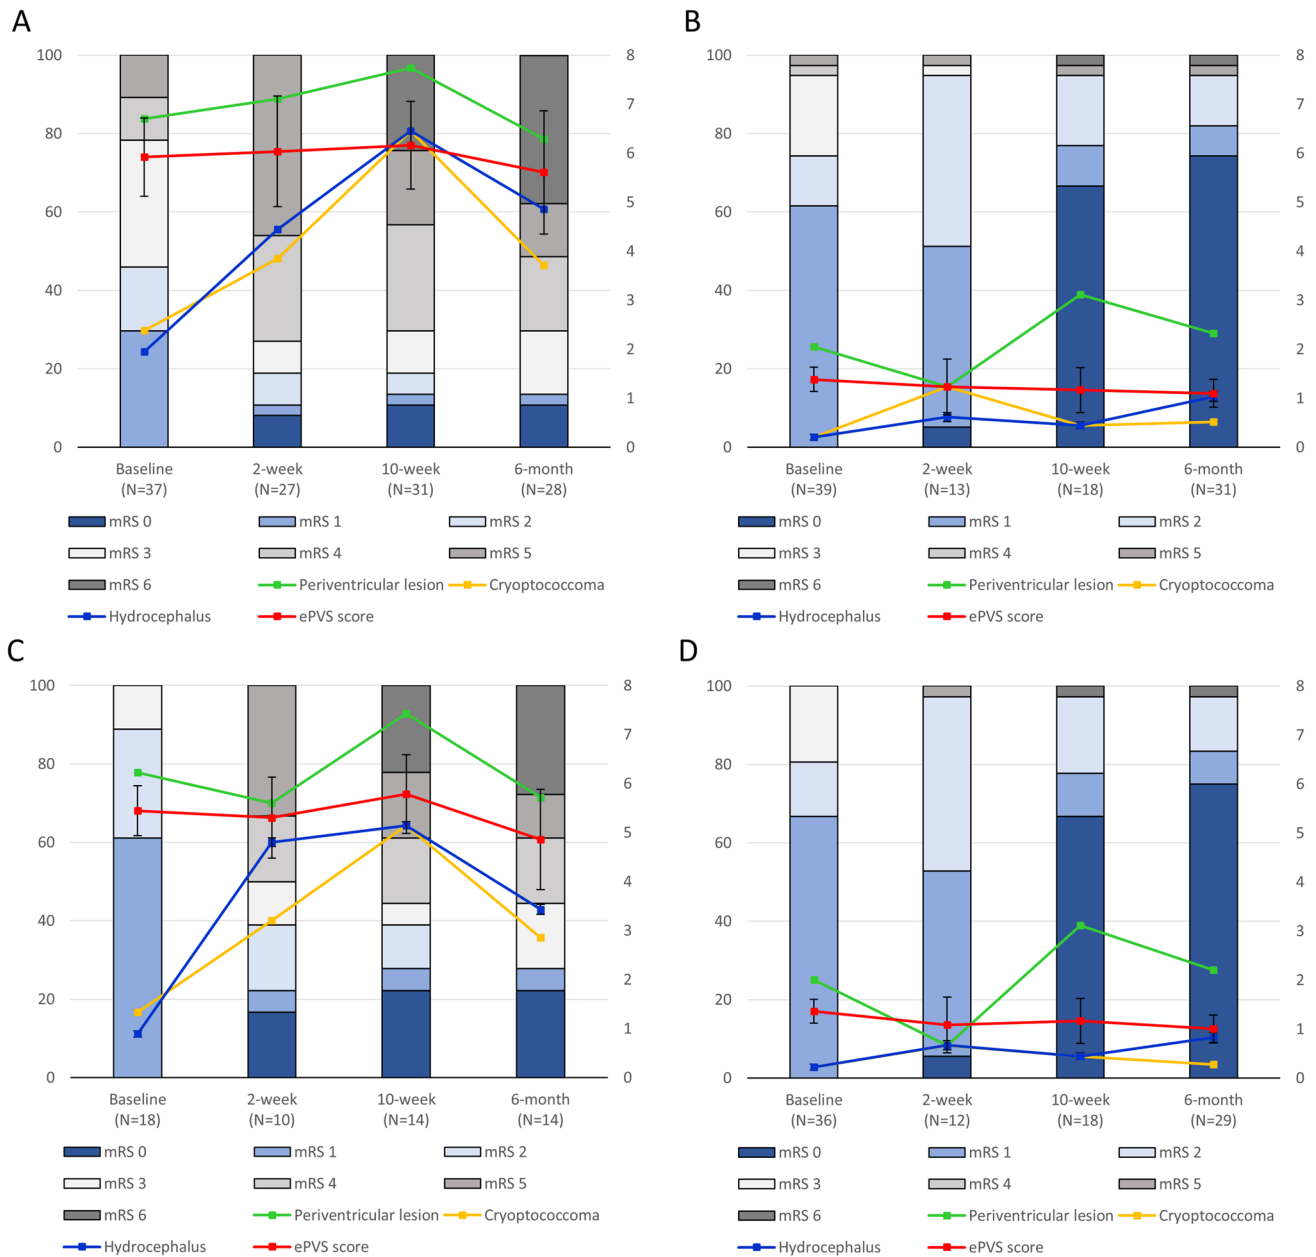 A
100
80
60
40
20
0
8
7
6
5
4
3
2
1
0
Baseline 2-week 10-week 6-month
(N=37) (N=27) (N=31) (N=28)
mRS 0 mRS 1 mRS 2
mRS 3 mRS 4 mRS 5
mRS 6 Periventricular lesion Cryoptococcoma
Hydrocephalus ePVS score
B
100
80
60
40
20
0
8
7
6
5
4
3
2
1
0
Baseline 2-week 10-week 6-month
(N=39) (N=13) (N=18) (N=31)
mRS 0 mRS 1 mRS 2
mRS 3 mRS 4 mRS 5
mRS 6 Periventricular lesion Cryoptococcoma
Hydrocephalus ePVS score
C
100
80
60
40
20
0
8
7
6
5
4
3
2
1
0
Baseline 2-week 10-week 6-month
(N=18) (N=10) (N=14) (N=14)
mRS 0 mRS 1 mRS 2
mRS 3 mRS 4 mRS 5
mRS 6 Periventricular lesion Cryoptococcoma
Hydrocephalus ePVS score
D
100
80
60
40
20
0
8
7
6
5
4
3
2
1
0
Baseline 2-week 10-week 6-month
(N=36) (N=12) (N=18) (N=29)
mRS 0 mRS 1 mRS 2
mRS 3 mRS 4 mRS 5
mRS 6 Periventricular lesion Cryoptococcoma
Hydrocephalus ePVS score